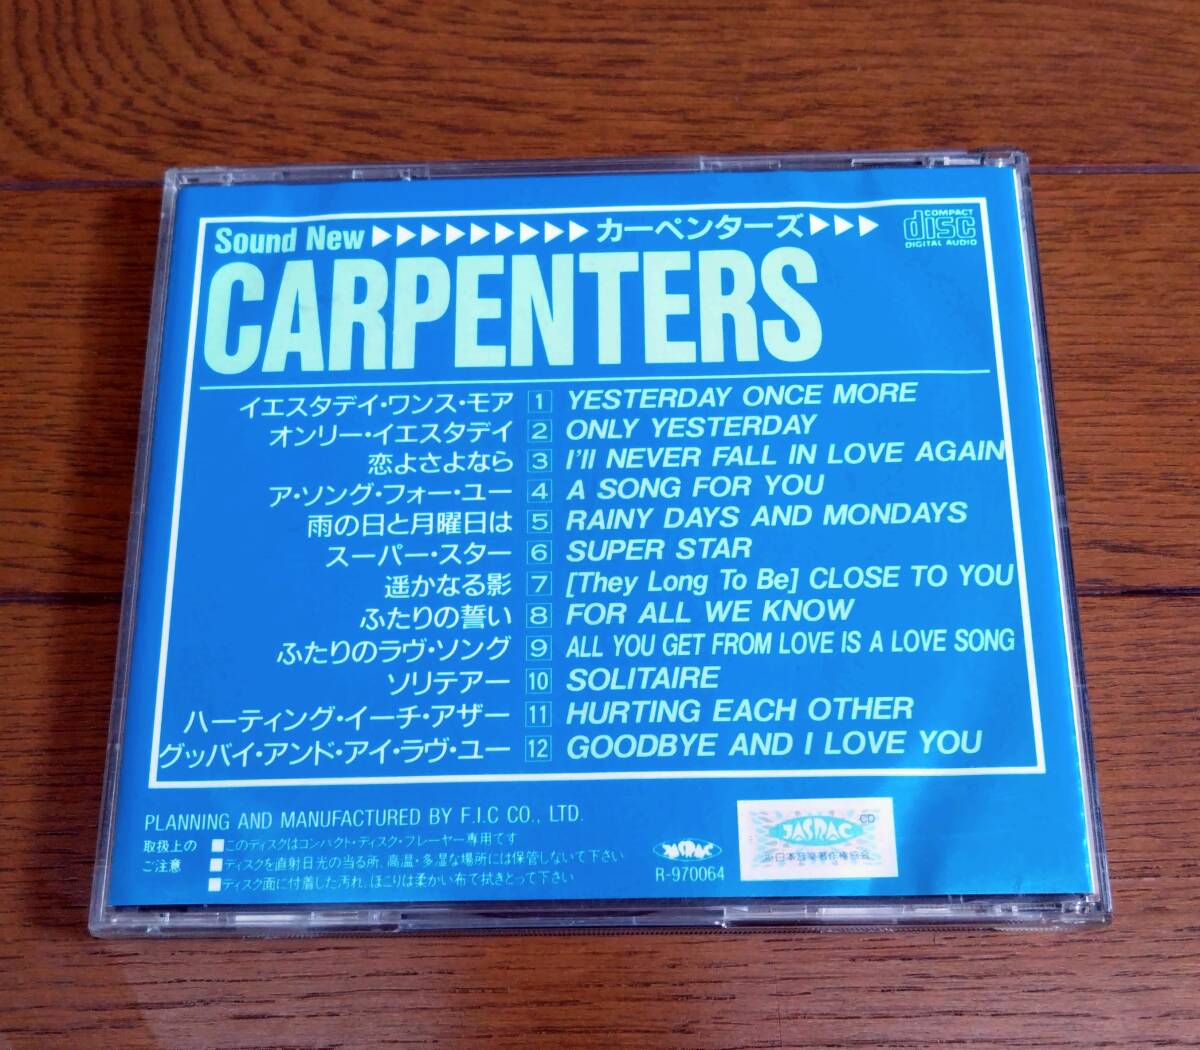 Sound New ▶▶▶▶▶▶▶▶▶ カーペンターズ▶▶▶
COMPACT
disc
DIGITAL AUDIO
CARPENTERS
イエスタデイ・ワンス・モア 1 YESTERDAY ONCE MORE
オンリー・イエスタデイ 2 ONLY YESTERDAY
恋よさよなら 3 I'll NEVER FALL IN LOVE AGAIN
ア・ソング・フォー・ユー 4 A SONG FOR YOU
雨の日と月曜日は 5 RAINY DAYS AND MONDAYS
スーパー・スター 6 SUPER STAR
遥かなる影 7 [They Long To Be] CLOSE TO YOU
ふたりの誓い 8 FOR ALL WE KNOW
ふたりのラヴ・ソング 9 ALL YOU GET FROM LOVE IS A LOVE SONG
ソリテアー 10 SOLITAIRE
ハーティング・イーチ・アザー 11 HURTING EACH OTHER
グッバイ・アンド・アイ・ラヴ・ユー 12 GOODBYE AND I LOVE YOU
PLANNING AND MANUFACTURED BY F.I.C CO., LTD.
取扱上の ■このディスクはコンパクト・ディスク・プレーヤー専用です
ご注意 ■ディスクを直射日光の当る所、高温・多湿な場所には保管しないで下さい
■ディスク面に付着した汚れ、ほこりは柔かい布で拭きとって下さい
JASRAC
R-970064
CD
JASRAC